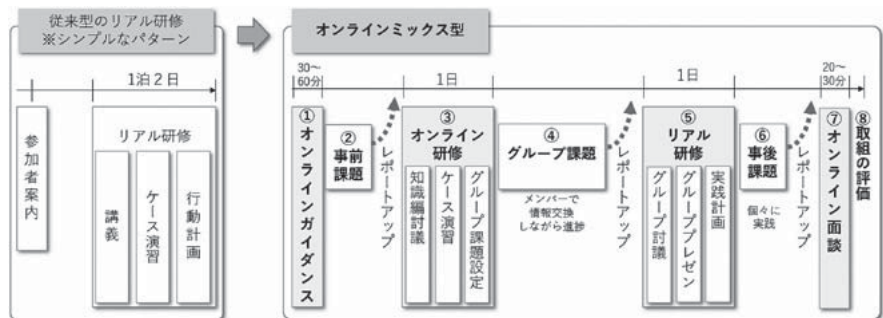 従来型のリアル研修
※シンプルなパターン
1泊2日
参加者案内
リアル研修
講義
ケース演習
行動計画
オンラインミックス型
30〜
60分
1日
1日
20〜
30分
①オンラインガイダンス
②
事前
課題
レポートアップ
③
オンライン
研修
知識編討議
ケース演習
グループ課題設定
④
グループ課題
メンバーで
情報交換
しながら進捗
レポートアップ
⑤
リアル
研修
グループ討議
グループプレゼン
実践計画
⑥
事後
課題
個々に
実践
レポートアップ
⑦オンライン面談
⑧取組の評価